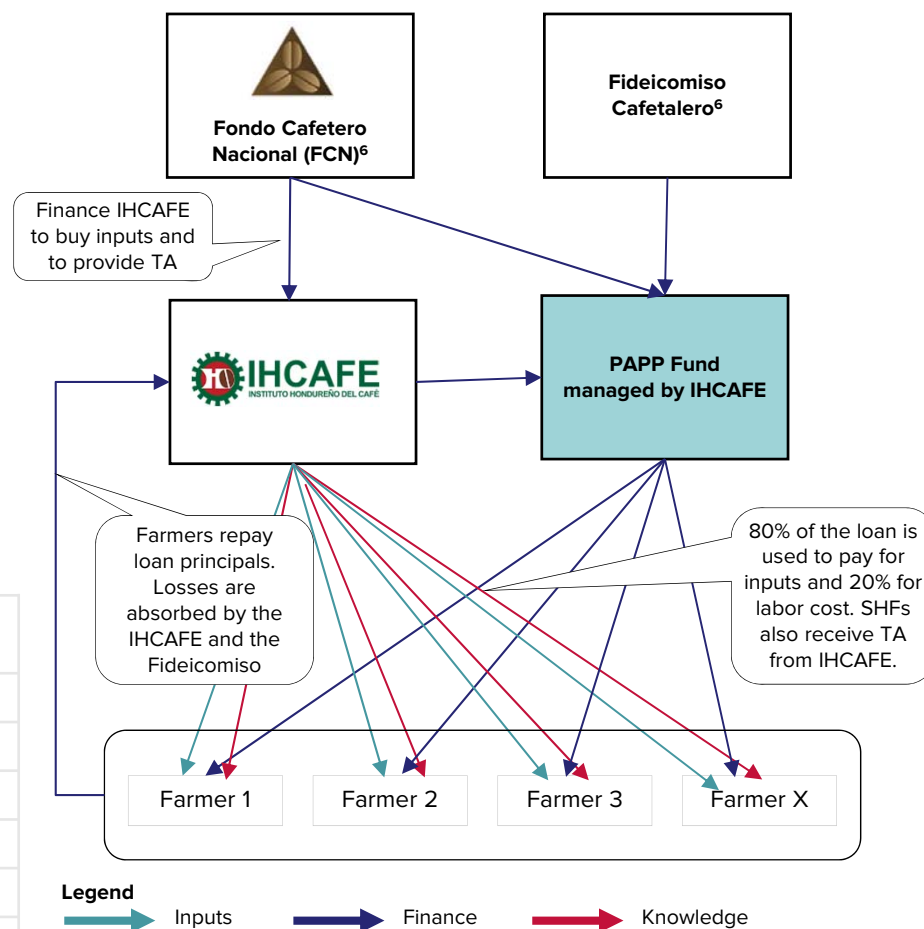 Fondo Cafetero
Nacional (FCN)⁶
Fideicomiso
Cafetalero⁶
Finance IHCAFE
to buy inputs and
to provide TA
IHCAFE
INSTITUTO HONDUREÑO DEL CAFÉ
PAPP Fund
managed by IHCAFE
Farmers repay
loan principals.
Losses are
absorbed by the
IHCAFE and the
Fideicomiso
80% of the loan is
used to pay for
inputs and 20% for
labor cost. SHFs
also receive TA
from IHCAFE.
Farmer 1
Farmer 2
Farmer 3
Farmer X
Legend
Inputs
Finance
Knowledge